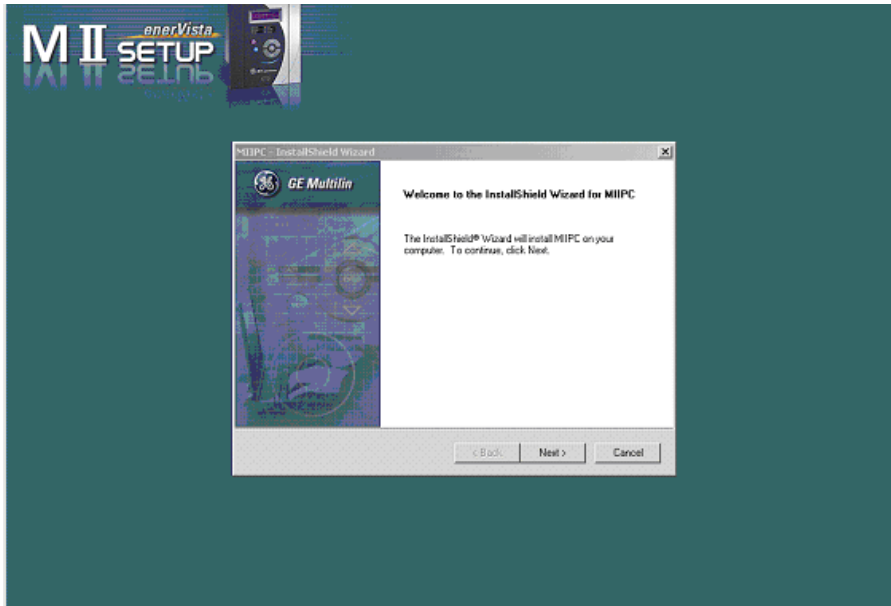 enerVista
M II SETUP
MIIPC - InstallShield Wizard
GE Multilin
Welcome to the InstallShield Wizard for MIIPC
The InstallShield® Wizard will install MIIPC on your
computer. To continue, click Next.
< Back
Next >
Cancel